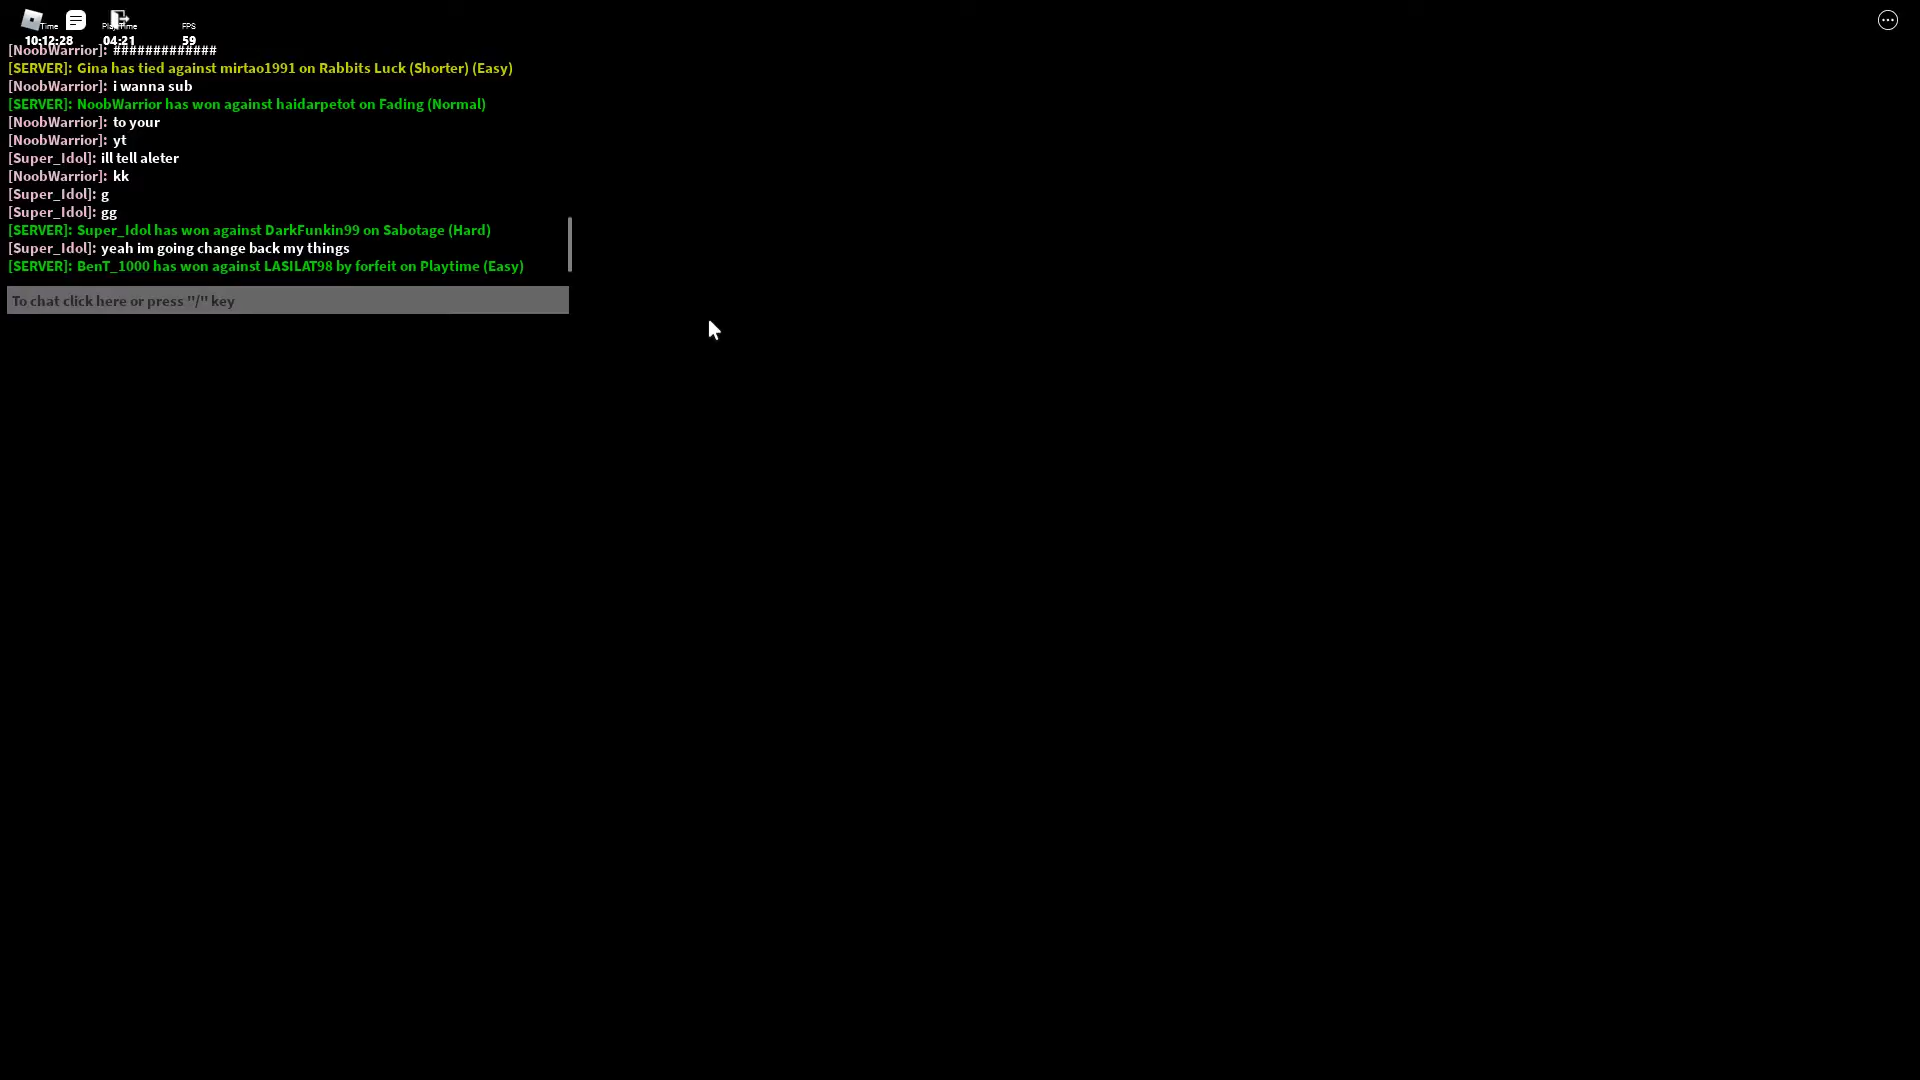 Time
Play Time
FPS
10:12:28
04:21
59
[NoobWarrior]: #############
[SERVER]: Gina has tied against mirtao1991 on Rabbits Luck (Shorter) (Easy)
[NoobWarrior]: i wanna sub
[SERVER]: NoobWarrior has won against haidarpetot on Fading (Normal)
[NoobWarrior]: to your
[NoobWarrior]: yt
[Super_Idol]: ill tell aleter
[NoobWarrior]: kk
[Super_Idol]: g
[Super_Idol]: gg
[SERVER]: Super_Idol has won against DarkFunkin99 on Sabotage (Hard)
[Super_Idol]: yeah im going change back my things
[SERVER]: BenT_1000 has won against LASILAT98 by forfeit on Playtime (Easy)
To chat click here or press "/" key